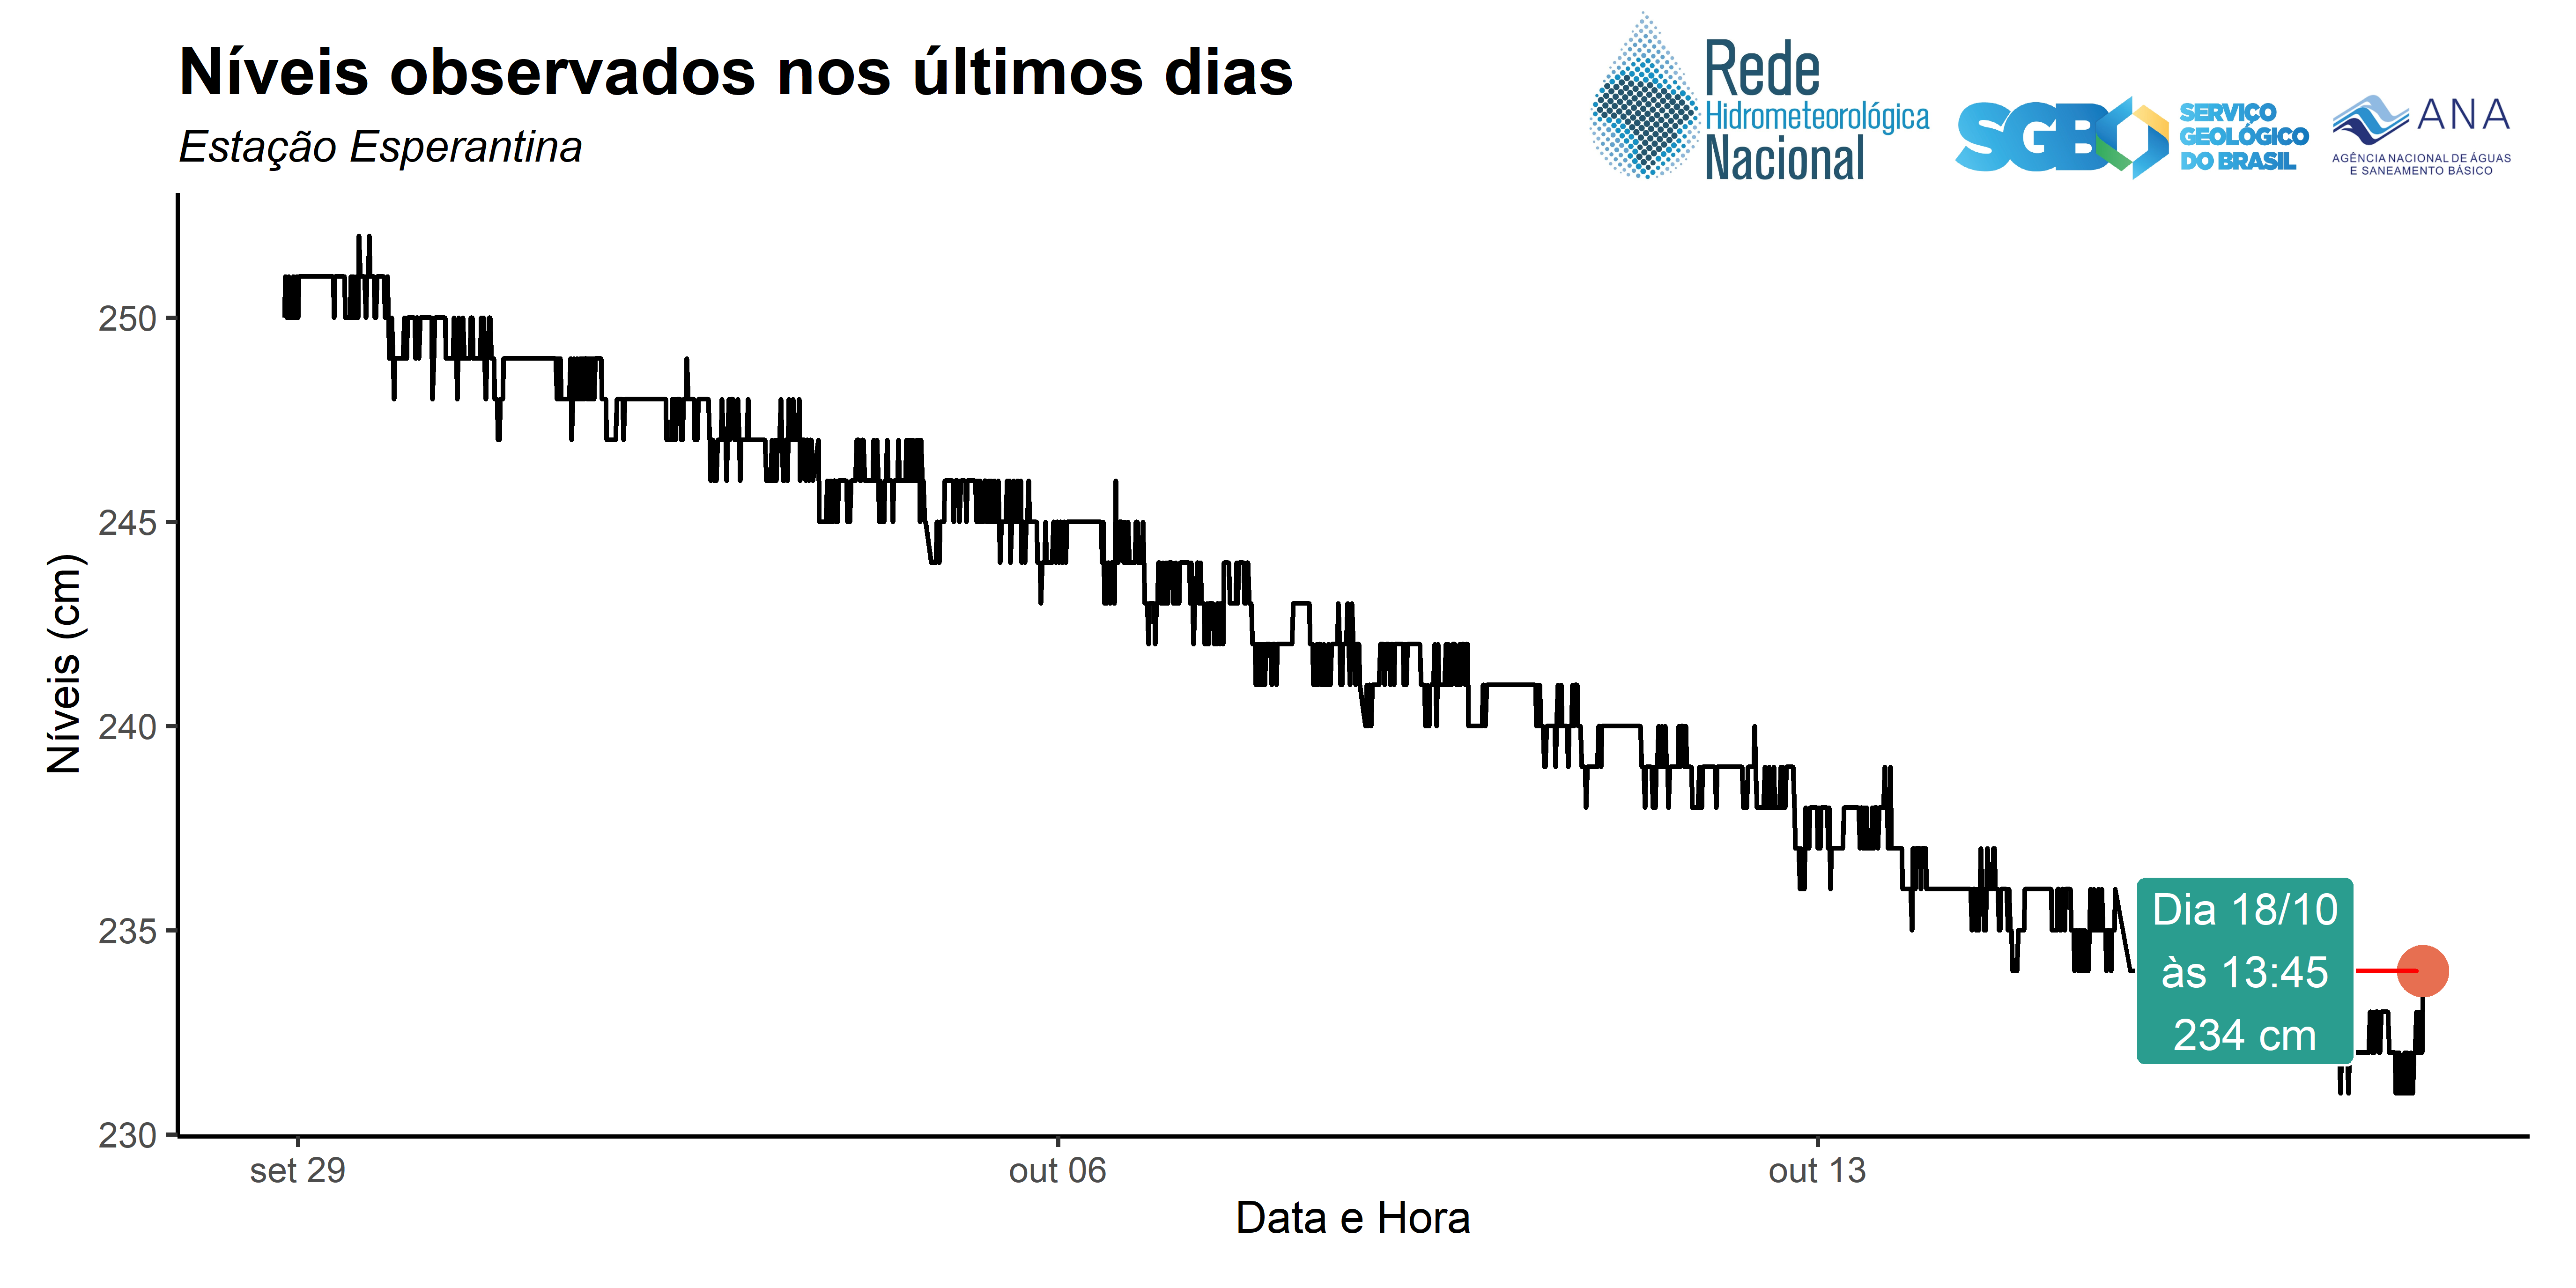 Níveis observados nos últimos dias
Estação Esperantina
Rede
Hidrometeorológica
Nacional
SGB
SERVIÇO
GEOLÓGICO
DO BRASIL
ANA
AGÊNCIA NACIONAL DE ÁGUAS
E SANEAMENTO BÁSICO
Níveis (cm)
250
245
240
235
230
Dia 18/10
às 13:45
234 cm
set 29
out 06
out 13
Data e Hora